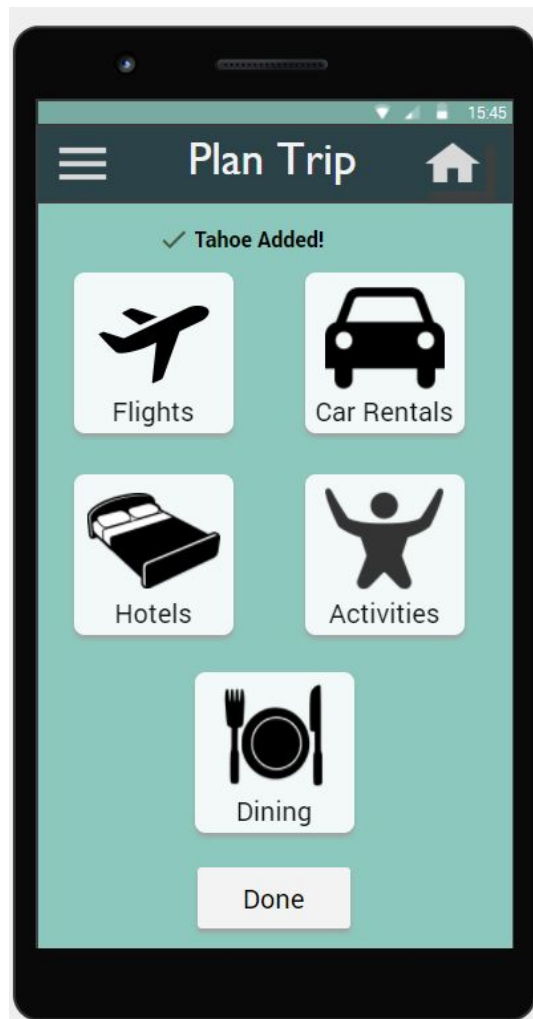 15:45
Plan Trip
Tahoe Added!
Flights
Car Rentals
Hotels
Activities
Dining
Done